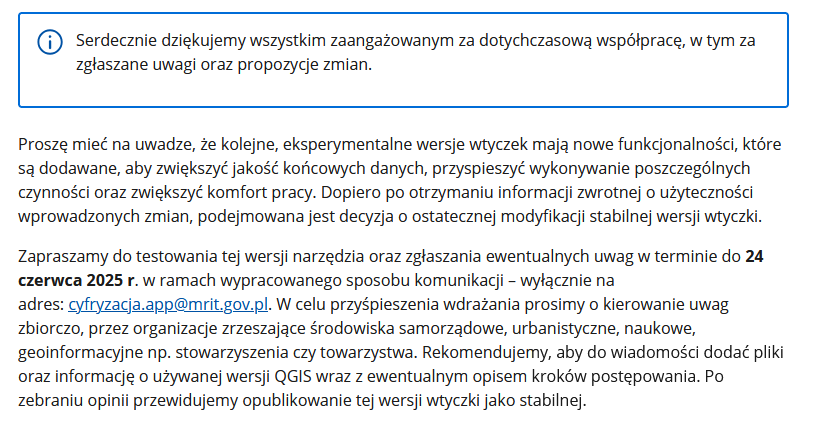 Serdecznie dziękujemy wszystkim zaangażowanym za dotychczasową współpracę, w tym za
zgłaszane uwagi oraz propozycje zmian.
Proszę mieć na uwadze, że kolejne, eksperymentalne wersje wtyczek mają nowe funkcjonalności, które
są dodawane, aby zwiększyć jakość końcowych danych, przyspieszyć wykonywanie poszczególnych
czynności oraz zwiększyć komfort pracy. Dopiero po otrzymaniu informacji zwrotnej o użyteczności
wprowadzonych zmian, podejmowana jest decyzja o ostatecznej modyfikacji stabilnej wersji wtyczki.
Zapraszamy do testowania tej wersji narzędzia oraz zgłaszania ewentualnych uwag w terminie do 24
czerwca 2025 r. w ramach wypracowanego sposobu komunikacji – wyłącznie na
adres: cyfryzacja.app@mrit.gov.pl. W celu przyśpieszenia wdrażania prosimy o kierowanie uwag
zbiorczo, przez organizacje zrzeszające środowiska samorządowe, urbanistyczne, naukowe,
geoinformacyjne np. stowarzyszenia czy towarzystwa. Rekomendujemy, aby do wiadomości dodać pliki
oraz informację o używanej wersji QGIS wraz z ewentualnym opisem kroków postępowania. Po
zebraniu opinii przewidujemy opublikowanie tej wersji wtyczki jako stabilnej.